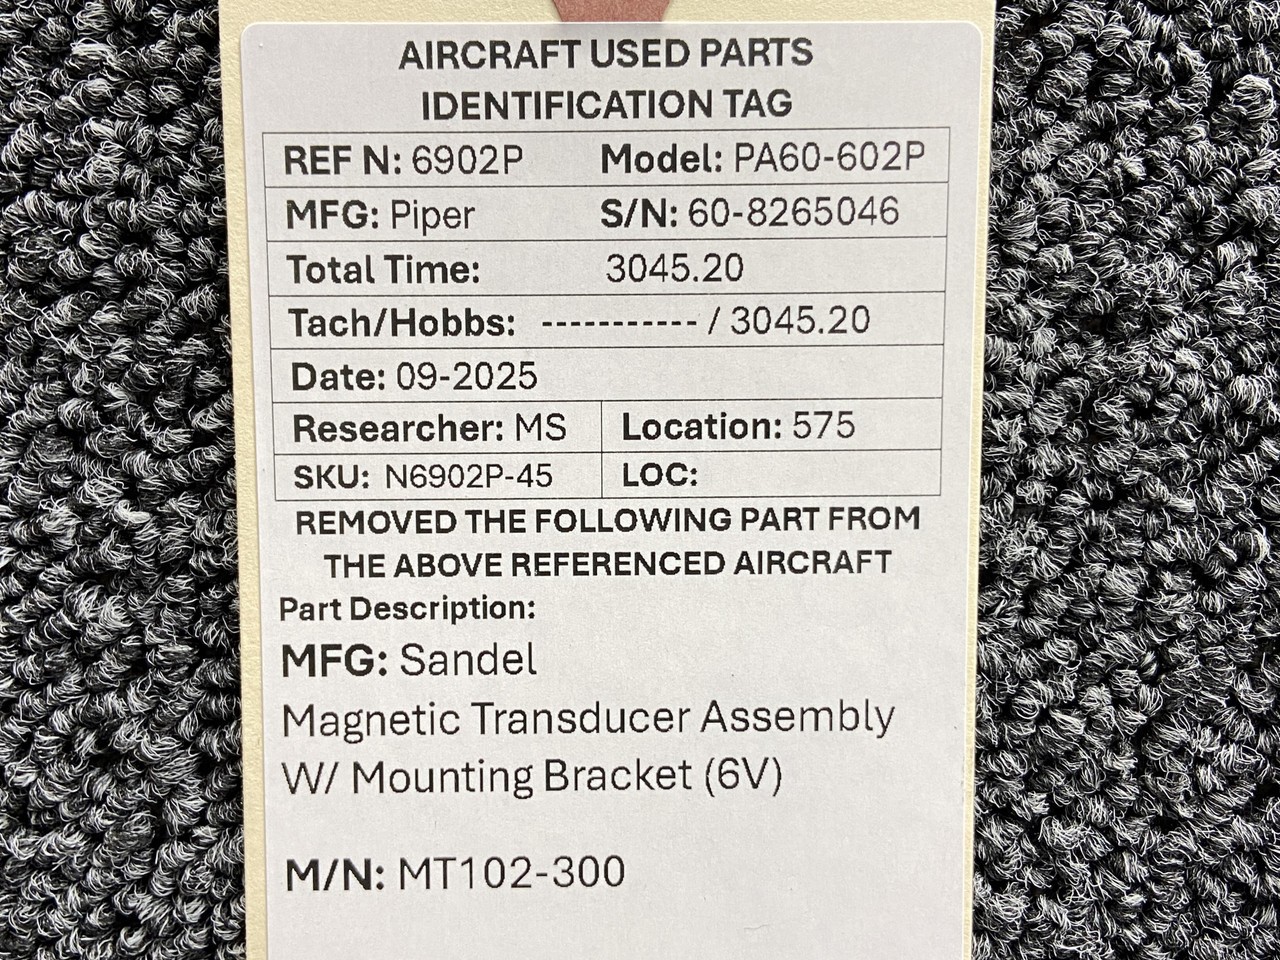 AIRCRAFT USED PARTS
IDENTIFICATION TAG
REF N: 6902P Model: PA60-602P
MFG: Piper S/N: 60-8265046
Total Time: 3045.20
Tach/Hobbs: ----------- / 3045.20
Date: 09-2025
Researcher: MS Location: 575
SKU: N6902P-45 LOC:
REMOVED THE FOLLOWING PART FROM
THE ABOVE REFERENCED AIRCRAFT
Part Description:
MFG: Sandel
Magnetic Transducer Assembly
W/ Mounting Bracket (6V)
M/N: MT102-300